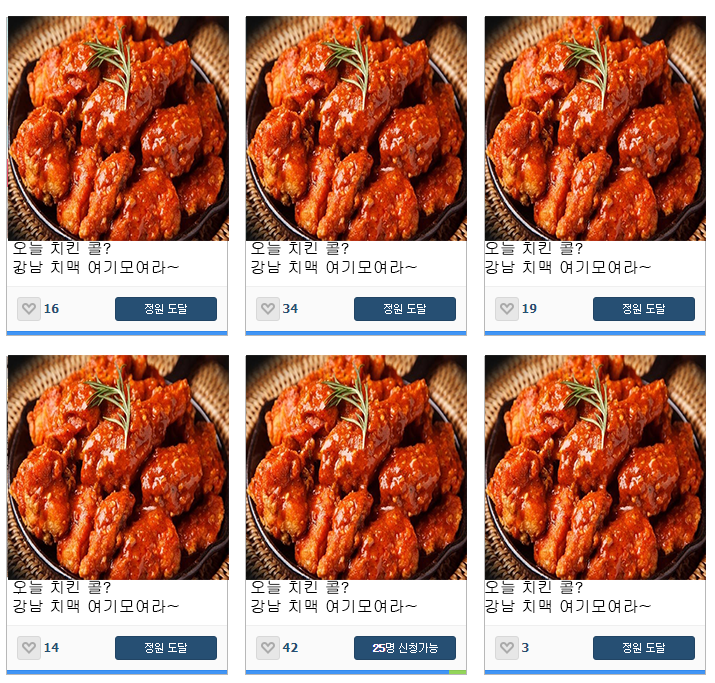 오늘 치킨 콜?
강남 치맥 여기모여라~
16 정원 도달
오늘 치킨 콜?
강남 치맥 여기모여라~
34 정원 도달
오늘 치킨 콜?
강남 치맥 여기모여라~
19 정원 도달
오늘 치킨 콜?
강남 치맥 여기모여라~
14 정원 도달
오늘 치킨 콜?
강남 치맥 여기모여라~
42 25명 신청가능
오늘 치킨 콜?
강남 치맥 여기모여라~
3 정원 도달